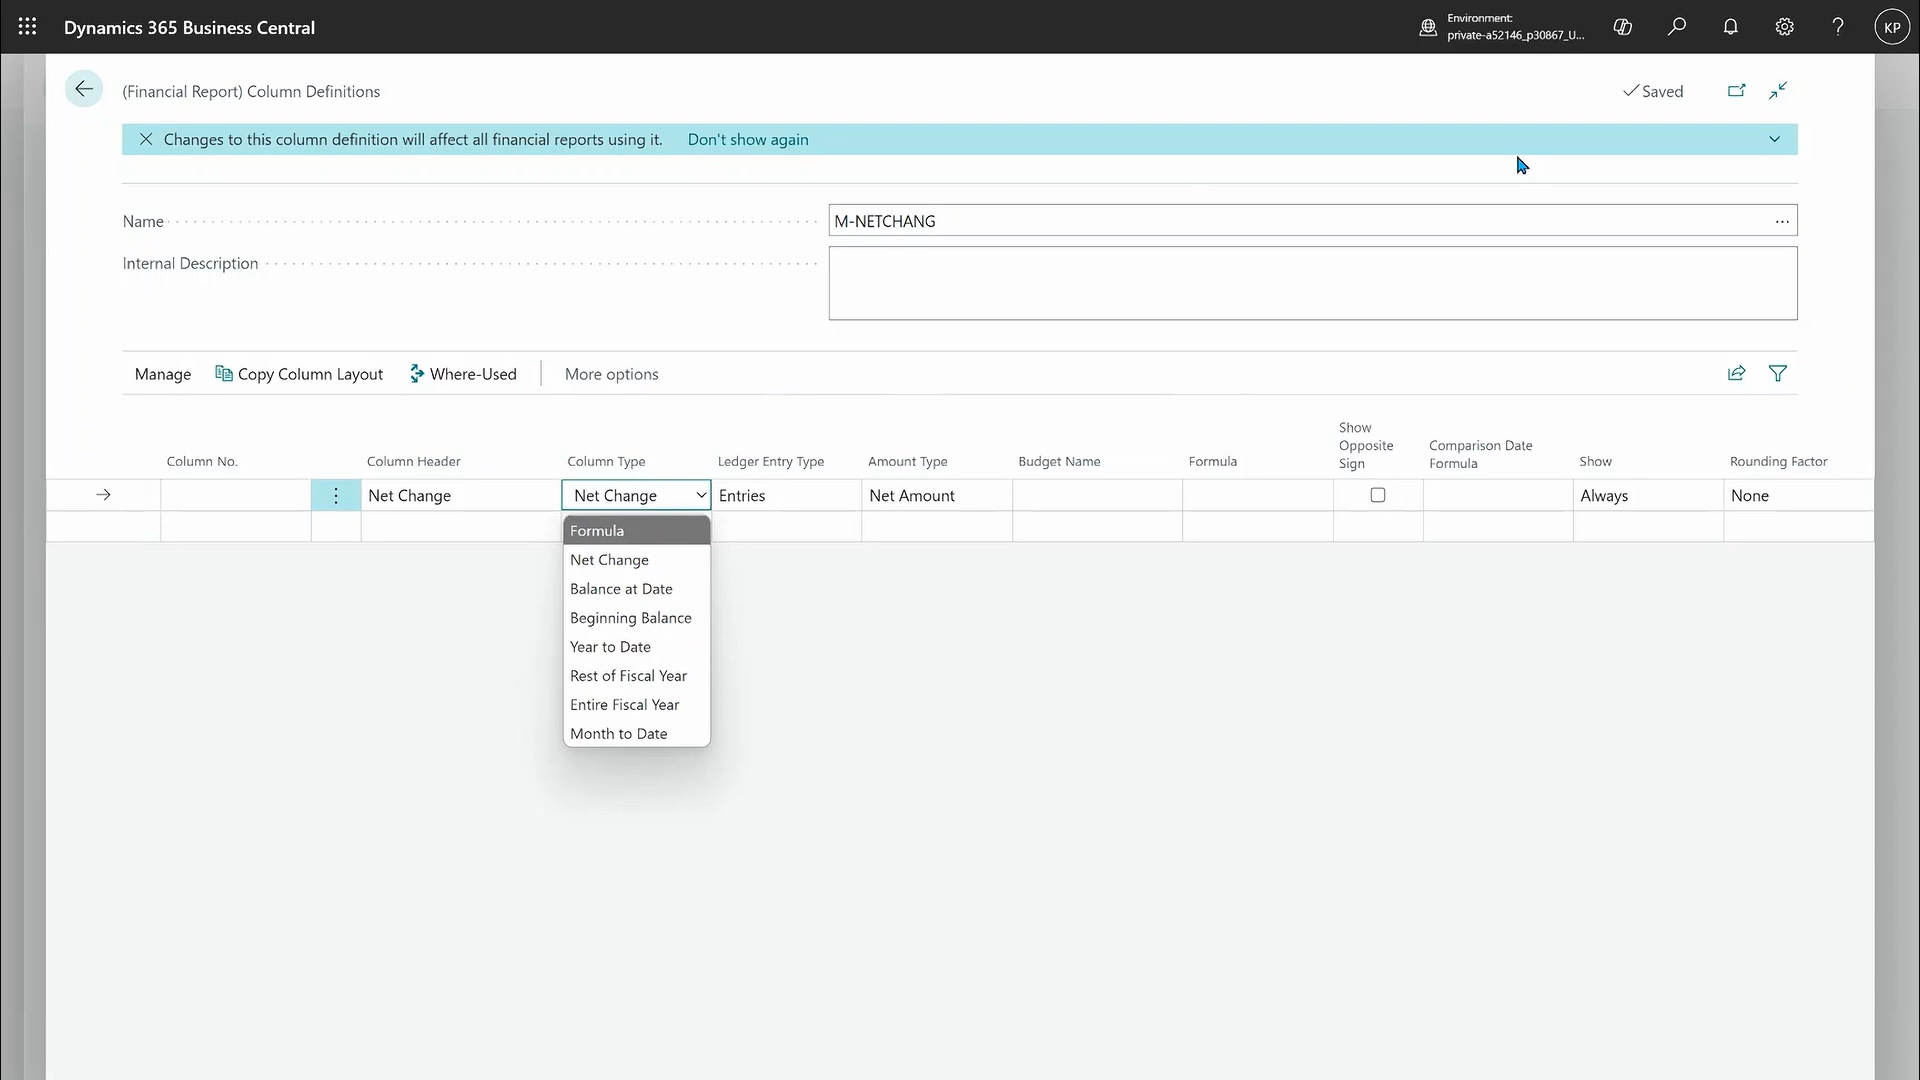 Dynamics 365 Business Central
Environment:
private-a52146_p30867_U...
?
KP
(Financial Report) Column Definitions
Saved
Changes to this column definition will affect all financial reports using it. Don't show again
Name
M-NETCHANG
...
Internal Description
Manage Copy Column Layout Where-Used More options
Column No. Column Header Column Type Ledger Entry Type Amount Type Budget Name Formula Show Opposite Sign Comparison Date Formula Show Rounding Factor
Net Change Net Change Entries Net Amount Always None
Formula
Net Change
Balance at Date
Beginning Balance
Year to Date
Rest of Fiscal Year
Entire Fiscal Year
Month to Date